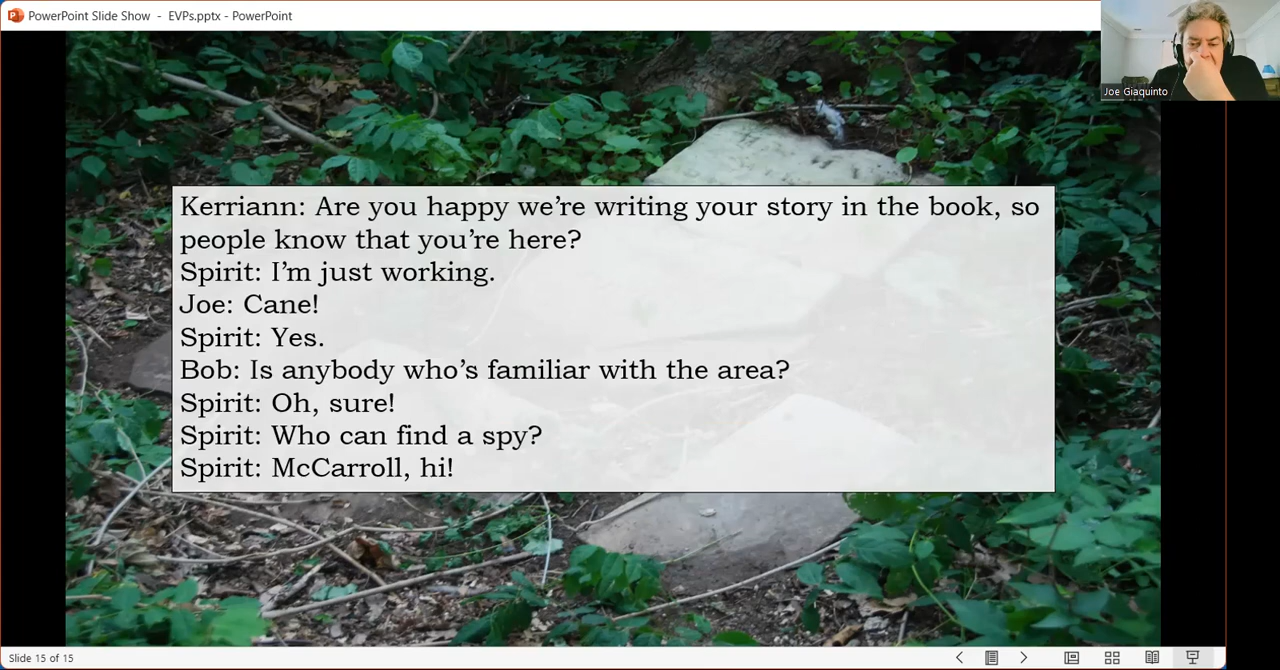 PowerPoint Slide Show - EVPs.pptx - PowerPoint
Joe Giaquinto
Kerriann: Are you happy we're writing your story in the book, so
people know that you're here?
Spirit: I'm just working.
Joe: Cane!
Spirit: Yes.
Bob: Is anybody who's familiar with the area?
Spirit: Oh, sure!
Spirit: Who can find a spy?
Spirit: McCarroll, hi!
Slide 15 of 15